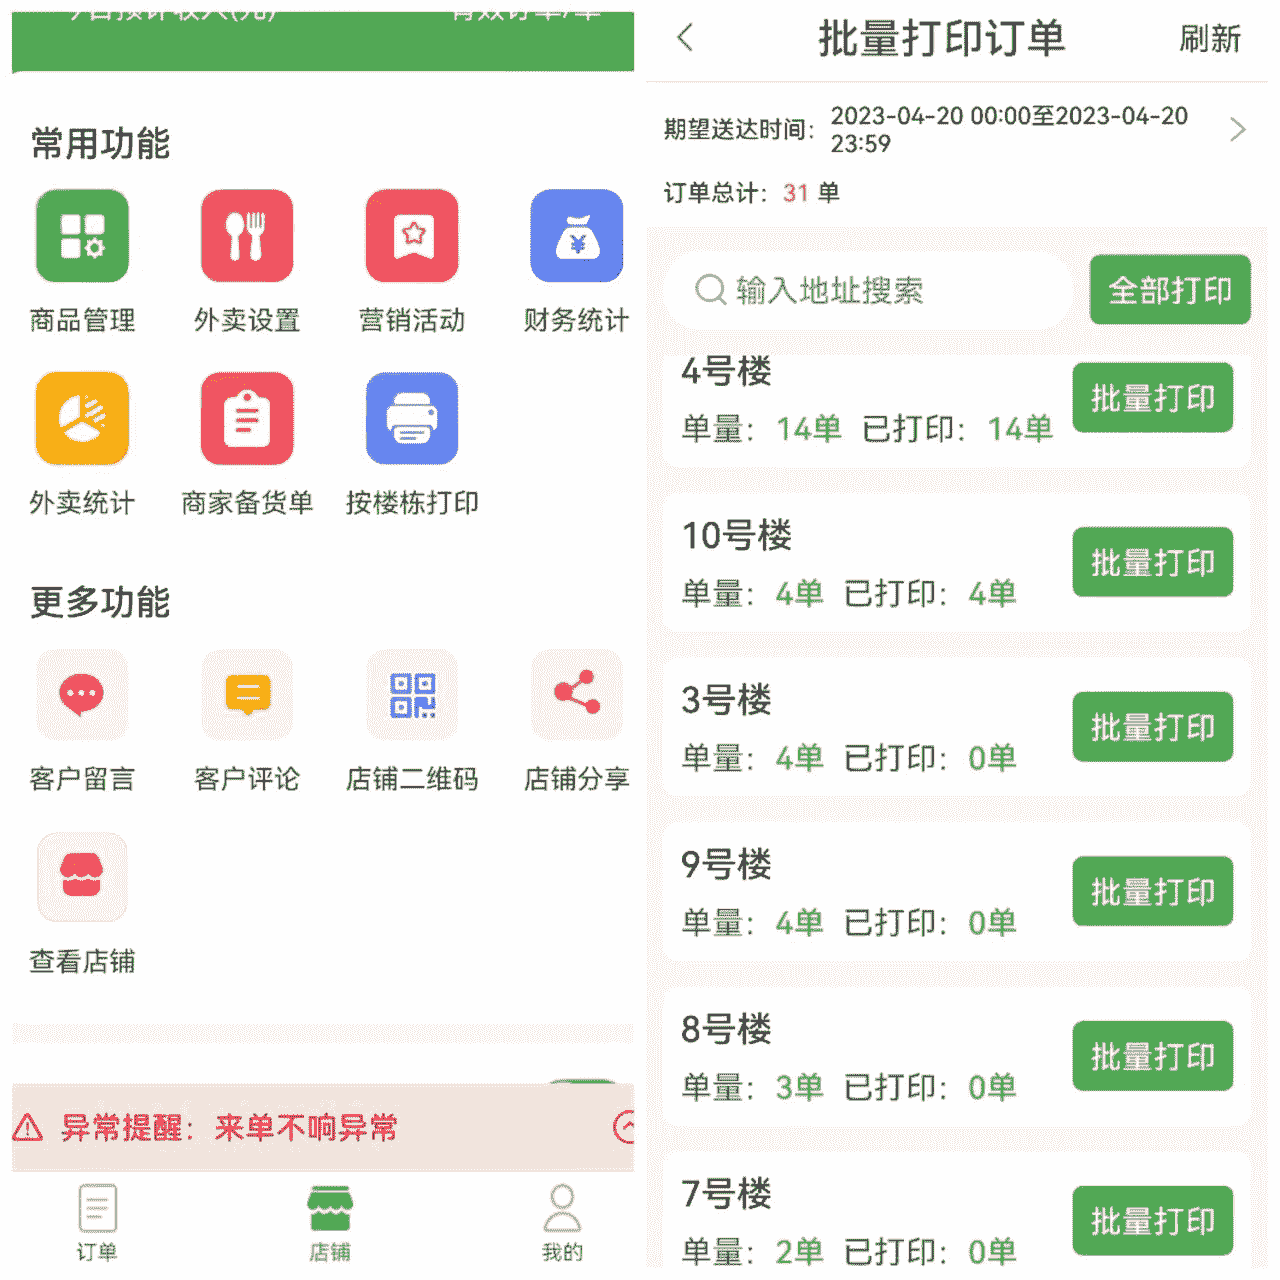 常用功能
商品管理 外卖设置 营销活动 财务统计
外卖统计 商家备货单 按楼栋打印
更多功能
客户留言 客户评论 店铺二维码 店铺分享
查看店铺
异常提醒：来单不响异常
订单 店铺 我的
批量打印订单 刷新
期望送达时间： 2023-04-20 00:00至2023-04-20
23:59
订单总计： 31 单
输入地址搜索 全部打印
4号楼
单量： 14单 已打印： 14单 批量打印
10号楼
单量： 4单 已打印： 4单 批量打印
3号楼
单量： 4单 已打印： 0单 批量打印
9号楼
单量： 4单 已打印： 0单 批量打印
8号楼
单量： 3单 已打印： 0单 批量打印
7号楼
单量： 2单 已打印： 0单 批量打印